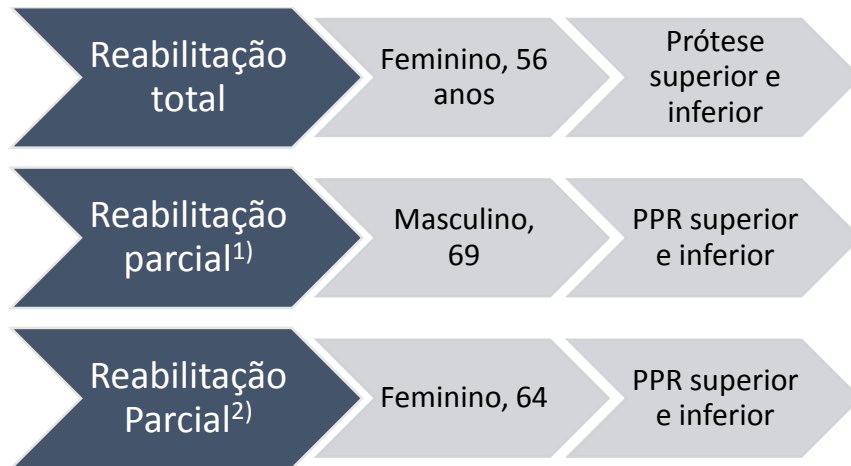 Reabilitação
total
Feminino, 56
anos
Prótese
superior e
inferior
Reabilitação
parcial1)
Masculino,
69
PPR superior
e inferior
Reabilitação
Parcial2)
Feminino, 64
PPR superior
e inferior